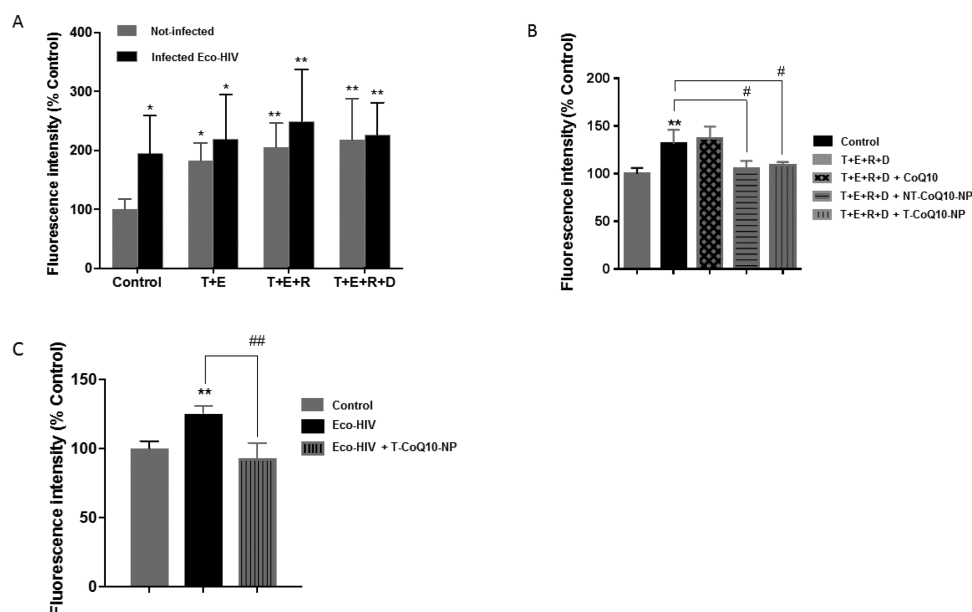 A
Fluorescence intensity (% Control)
400
300
200
100
0
Not-infected
Infected Eco-HIV
*
*
*
**
**
**
**
Control T+E T+E+R T+E+R+D
B
Fluorescence intensity (% Control)
200
150
100
50
0
**
#
#
Control
T+E+R+D
T+E+R+D + CoQ10
T+E+R+D + NT-CoQ10-NP
T+E+R+D + T-CoQ10-NP
C
Fluorescence intensity (% Control)
150
100
50
0
**
##
Control
Eco-HIV
Eco-HIV + T-CoQ10-NP